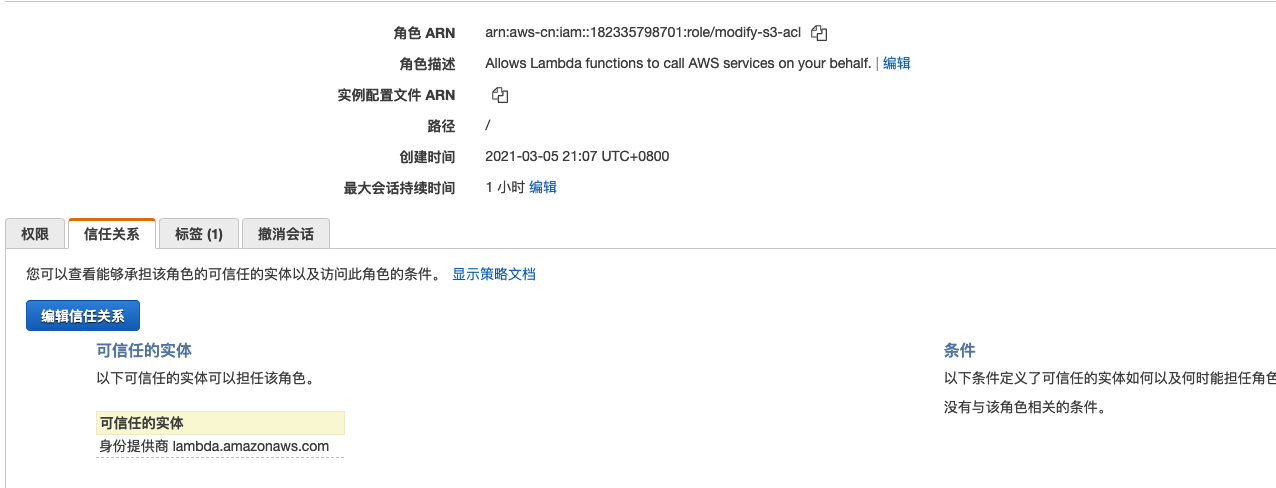 角色 ARN arn:aws-cn:iam::182335798701:role/modify-s3-acl
角色描述 Allows Lambda functions to call AWS services on your behalf. | 编辑
实例配置文件 ARN
路径 /
创建时间 2021-03-05 21:07 UTC+0800
最大会话持续时间 1 小时 编辑
权限 信任关系 标签 (1) 撤消会话
您可以查看能够承担该角色的可信任的实体以及访问此角色的条件。 显示策略文档
编辑信任关系
可信任的实体 条件
以下可信任的实体可以担任该角色。 以下条件定义了可信任的实体如何以及何时能担任角色
没有与该角色相关的条件。
可信任的实体
身份提供商 lambda.amazonaws.com